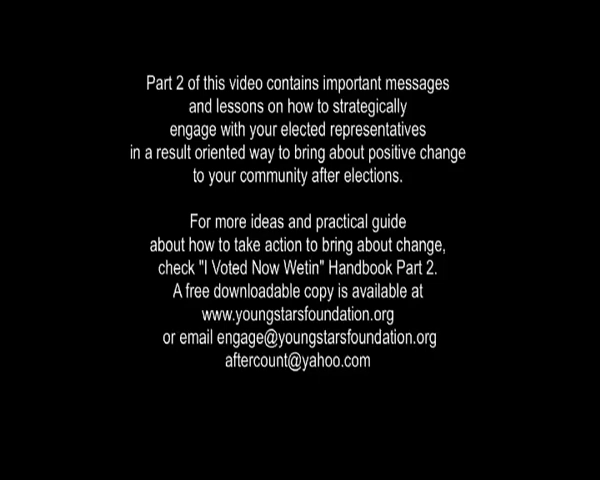 Part 2 of this video contains important messages
and lessons on how to strategically
engage with your elected representatives
in a result oriented way to bring about positive change
to your community after elections.
For more ideas and practical guide
about how to take action to bring about change,
check "I Voted Now Wetin" Handbook Part 2.
A free downloadable copy is available at
www.youngstarsfoundation.org
or email engage@youngstarsfoundation.org
aftercount@yahoo.com